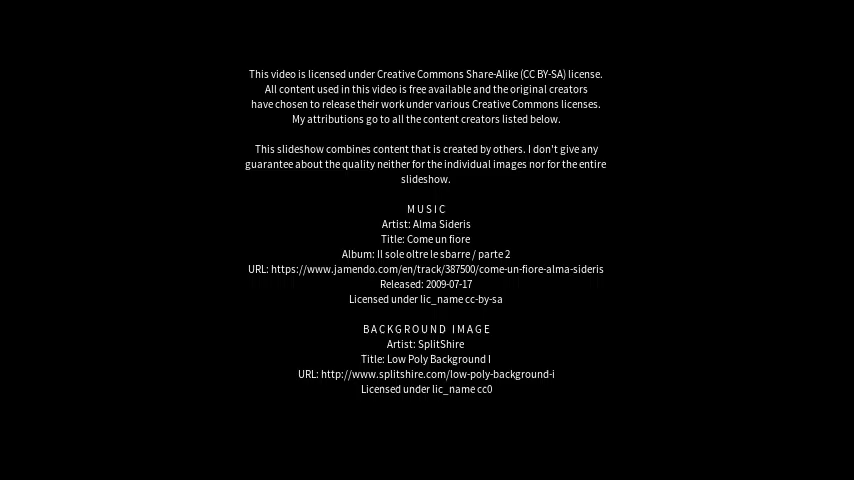 This video is licensed under Creative Commons Share-Alike (CC BY-SA) license.
All content used in this video is free available and the original creators
have chosen to release their work under various Creative Commons licenses.
My attributions go to all the content creators listed below.
This slideshow combines content that is created by others. I don't give any
guarantee about the quality neither for the individual images nor for the entire
slideshow.
MUSIC
Artist: Alma Sideris
Title: Come un fiore
Album: Il sole oltre le sbarre / parte 2
URL: https://www.jamendo.com/en/track/387500/come-un-fiore-alma-sideris
Released: 2009-07-17
Licensed under lic_name cc-by-sa
BACKGROUND IMAGE
Artist: SplitShire
Title: Low Poly Background I
URL: http://www.splitshire.com/low-poly-background-i
Licensed under lic_name cc0